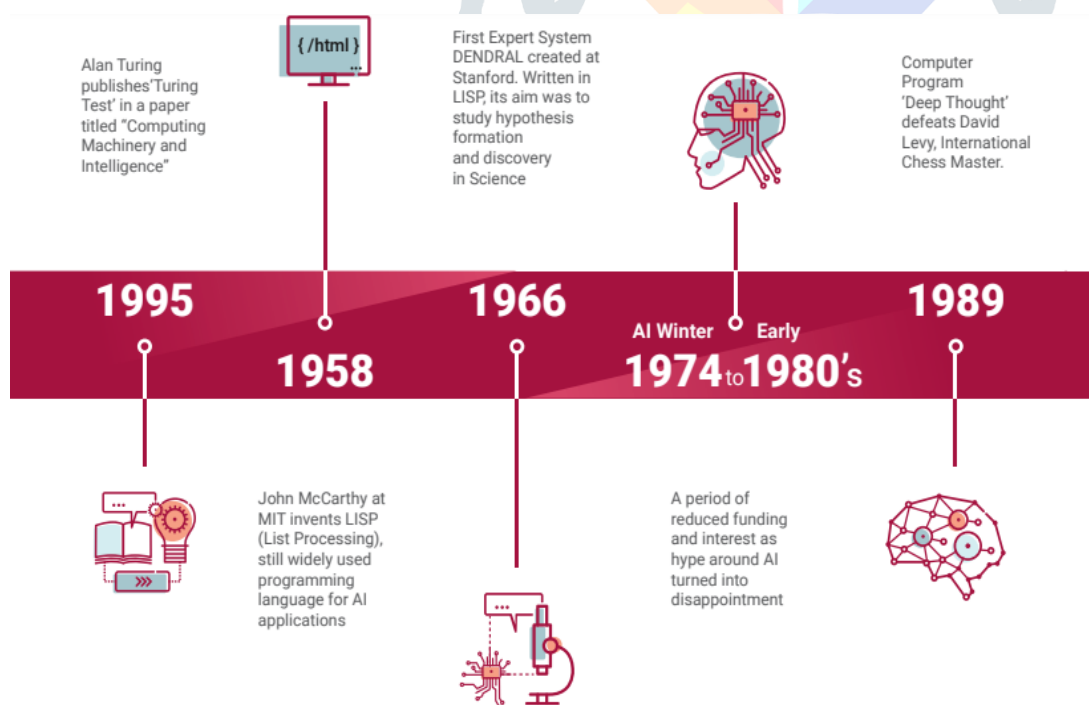 Alan Turing
publishes‘Turing
Test’ in a paper
titled “Computing
Machinery and
Intelligence”
{ /html }
...
First Expert System
DENDRAL created at
Stanford. Written in
LISP, its aim was to
study hypothesis
formation
and discovery
in Science
Computer
Program
‘Deep Thought’
defeats David
Levy, International
Chess Master.
1995
1958
1966
AI Winter Early
1974 to 1980’s
1989
...
>>>
John McCarthy at
MIT invents LISP
(List Processing),
still widely used
programming
language for AI
applications
...
A period of
reduced funding
and interest as
hype around AI
turned into
disappointment